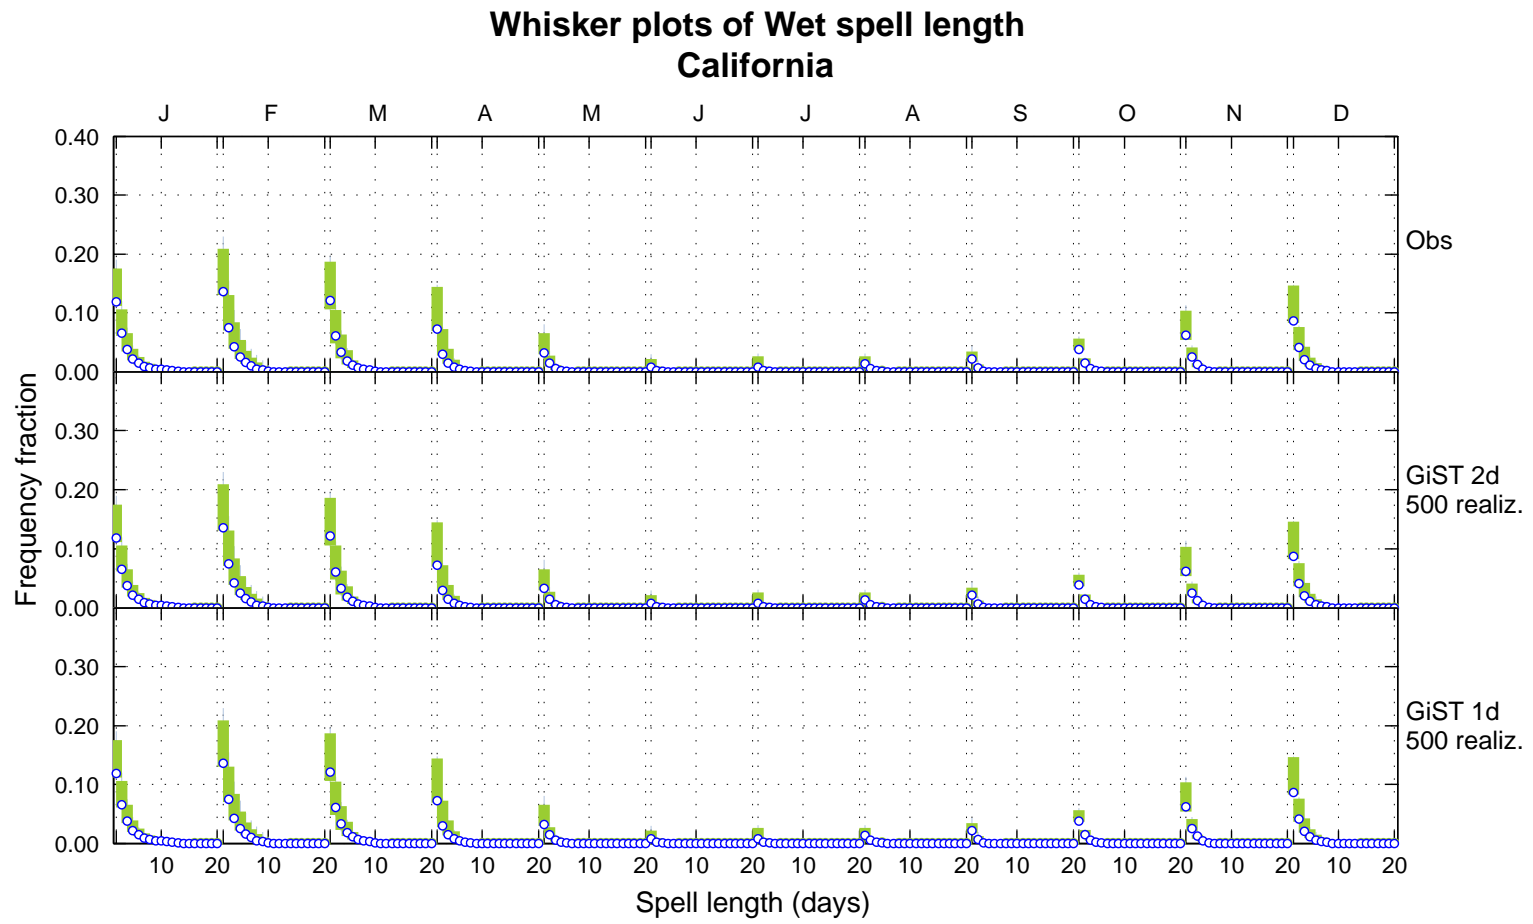 Whisker plots of Wet spell length
California
J F M A M J J A S O N D
0.40
0.30
0.20
0.10
0.00
Obs
0.30
0.20
0.10
0.00
GiST 2d
500 realiz.
0.30
0.20
0.10
0.00
GiST 1d
500 realiz.
Frequency fraction
10 20 10 20 10 20 10 20 10 20 10 20 10 20 10 20 10 20 10 20 10 20 10 20
Spell length (days)